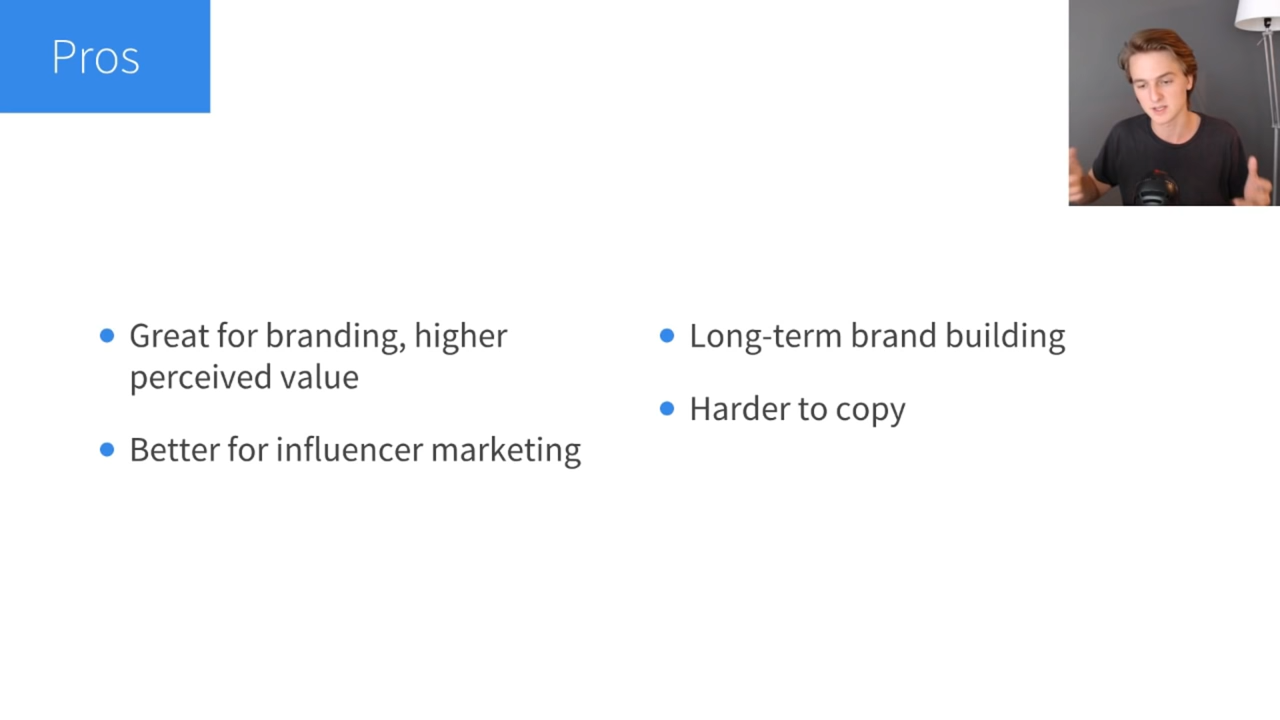 Pros
Great for branding, higher
perceived value
Better for influencer marketing
Long-term brand building
Harder to copy